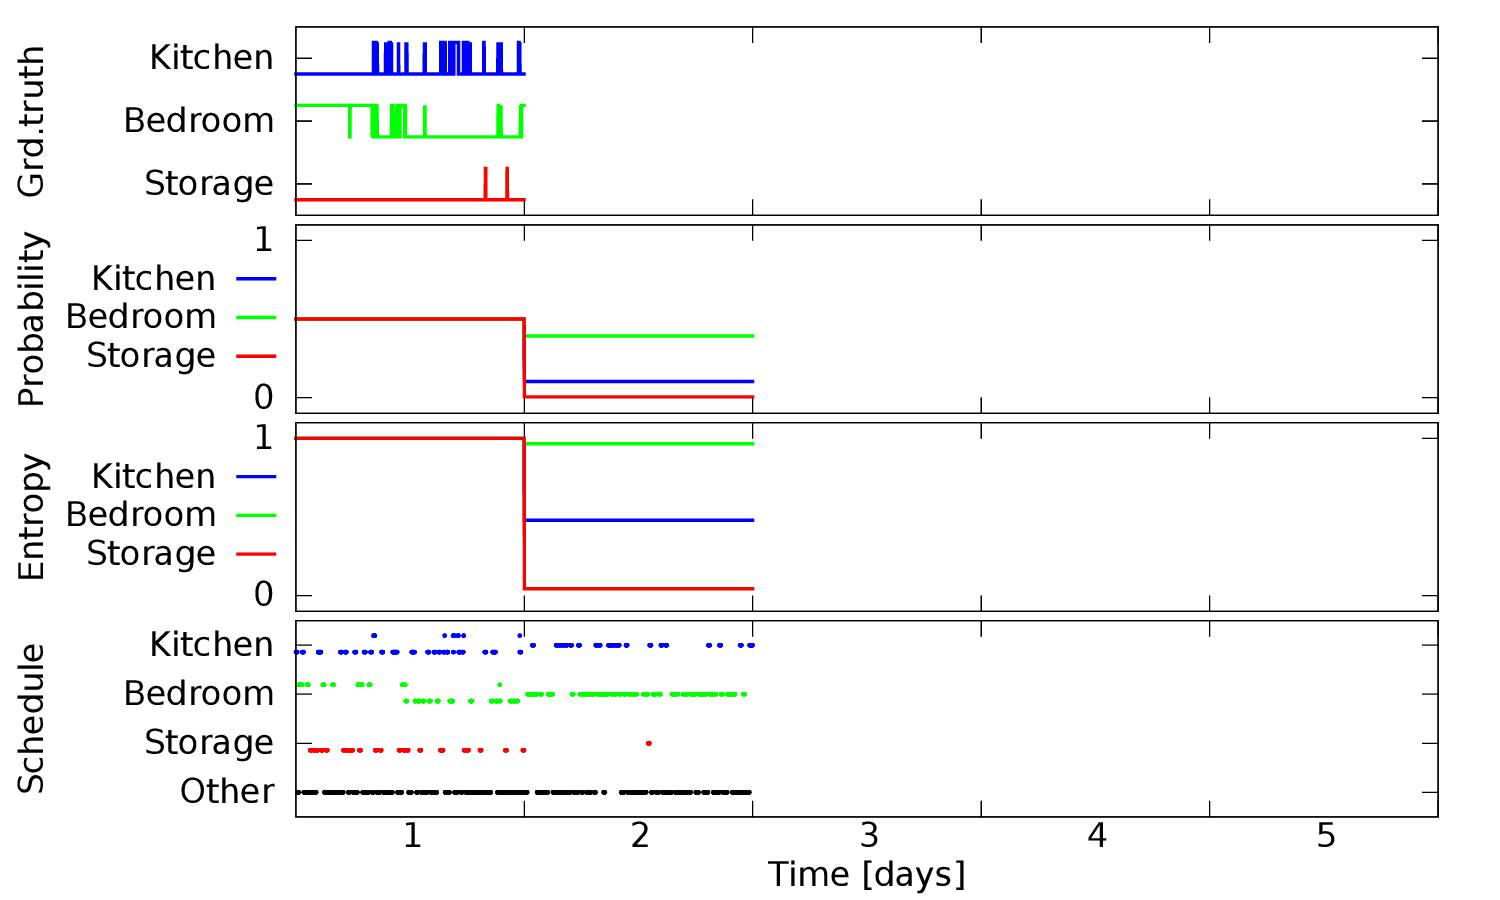 Grd.truth
Kitchen
Bedroom
Storage
Probability
1
Kitchen
Bedroom
Storage
0
Entropy
1
Kitchen
Bedroom
Storage
0
Schedule
Kitchen
Bedroom
Storage
Other
1 2 3 4 5
Time [days]